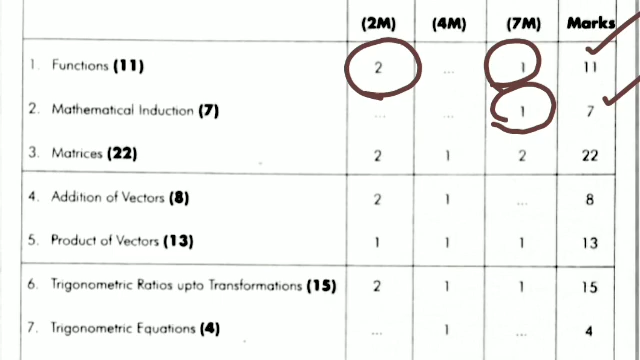 (2M) (4M) (7M) Marks
1. Functions (11) 2 ... 1 11
2. Mathematical Induction (7) ... ... 1 7
3. Matrices (22) 2 1 2 22
4. Addition of Vectors (8) 2 1 ... 8
5. Product of Vectors (13) 1 1 1 13
6. Trigonometric Ratios upto Transformations (15) 2 1 1 15
7. Trigonometric Equations (4) ... 1 ... 4